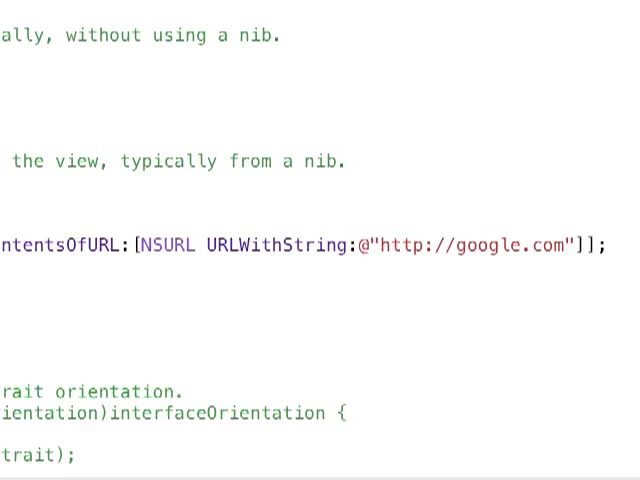 ally, without using a nib.
the view, typically from a nib.
ntentsOfURL:[NSURL URLWithString:@"http://google.com"]];
rait orientation.
ientation)interfaceOrientation {
trait);